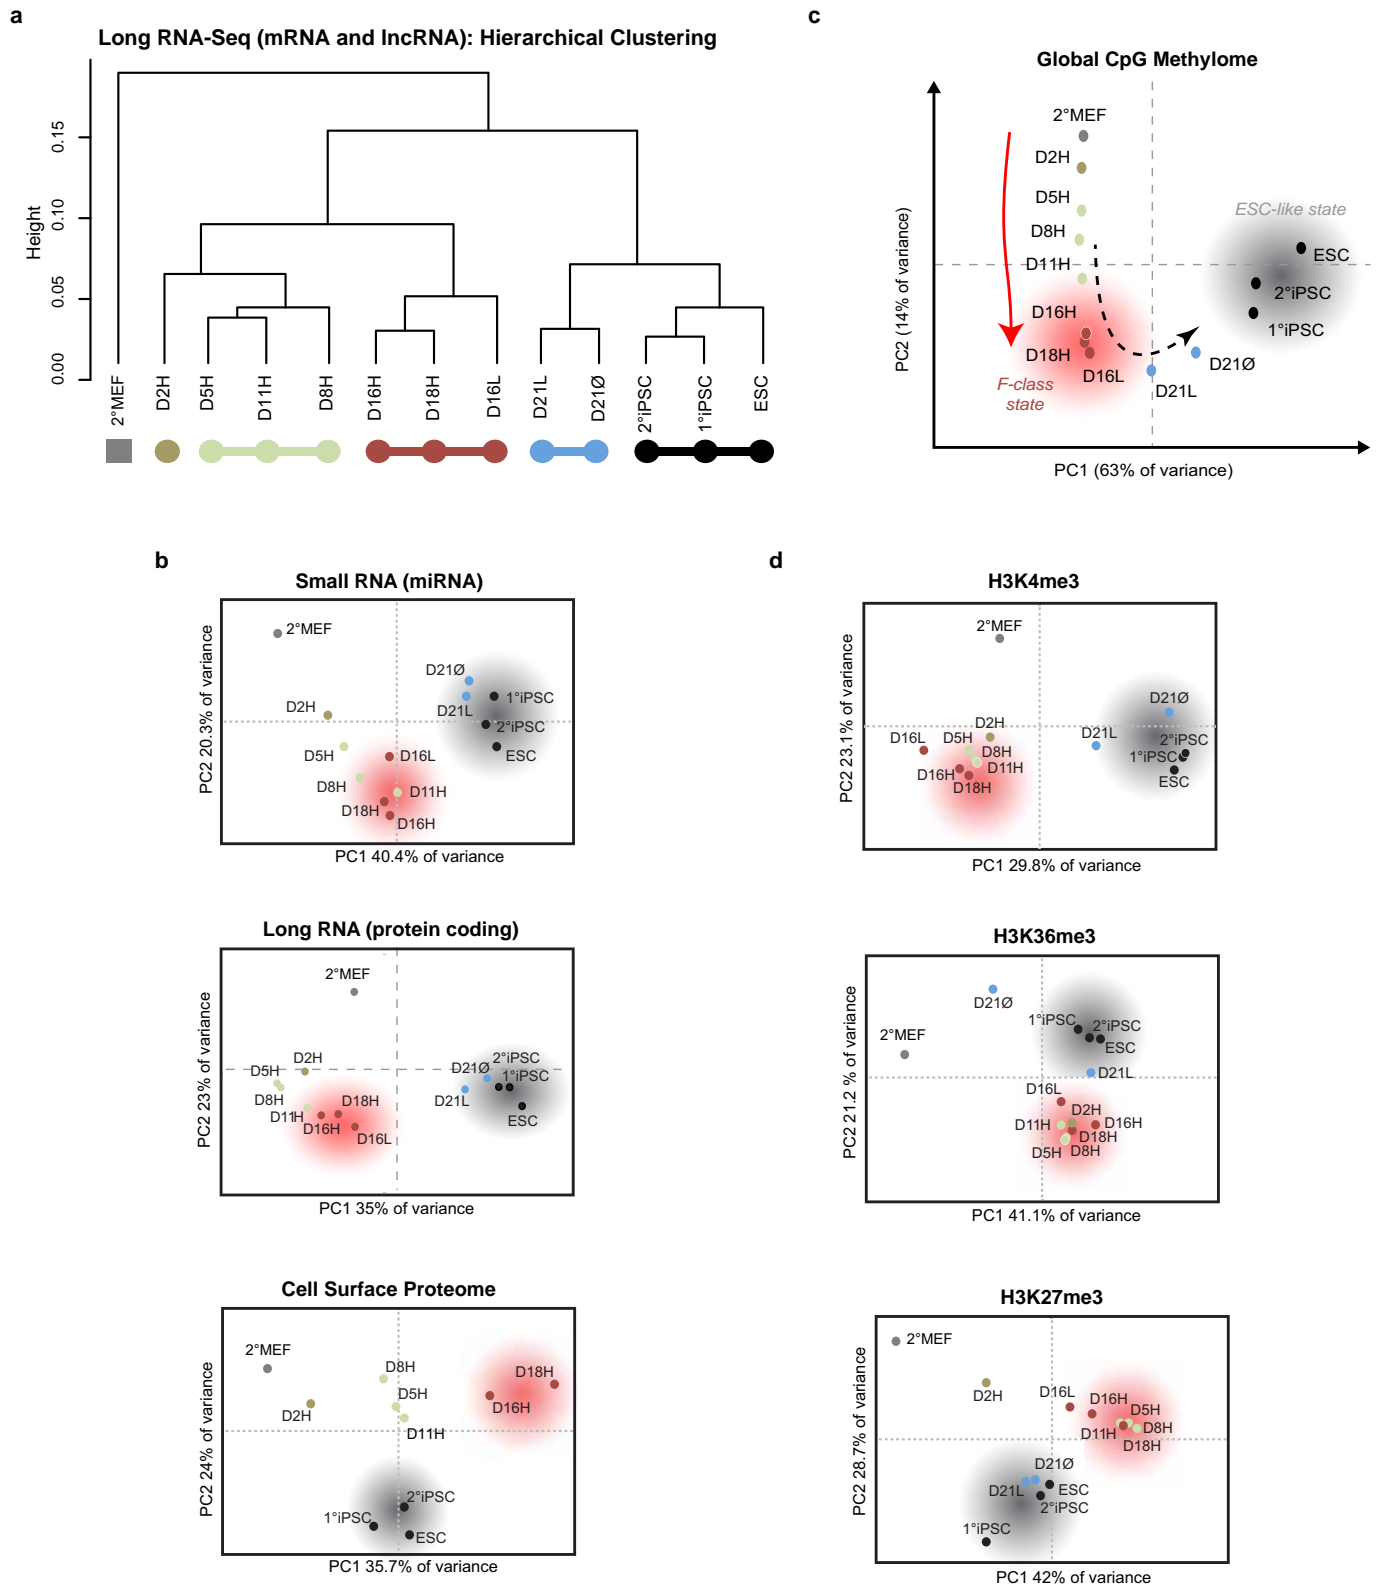 a
Long RNA-Seq (mRNA and lncRNA): Hierarchical Clustering
Height
0.15
0.10
0.05
0.00
2°MEF
D2H
D5H
D11H
D8H
D16H
D18H
D16L
D21L
D21Ø
2°iPSC
1°iPSC
ESC
c
Global CpG Methylome
PC2 (14% of variance)
2°MEF
D2H
D5H
D8H
D11H
D16H
D18H
D16L
F-class
state
ESC-like state
ESC
2°iPSC
1°iPSC
D21Ø
D21L
PC1 (63% of variance)
b
Small RNA (miRNA)
PC2 20.3% of variance
2°MEF
D21Ø
1°iPSC
D2H
D21L
2°iPSC
D5H
D16L
ESC
D8H
D11H
D18H
D16H
PC1 40.4% of variance
Long RNA (protein coding)
PC2 23% of variance
2°MEF
D2H
D5H
D8H
D11H
D18H
D16H
D16L
D21Ø
2°iPSC
1°iPSC
D21L
ESC
PC1 35% of variance
Cell Surface Proteome
PC2 24% of variance
2°MEF
D8H
D18H
D5H
D2H
D16H
D11H
2°iPSC
1°iPSC
ESC
PC1 35.7% of variance
d
H3K4me3
PC2 23.1% of variance
2°MEF
D21Ø
D2H
D16L
D5H
D21L
D8H
2°iPSC
1°iPSC
D11H
D16H
D18H
ESC
PC1 29.8% of variance
H3K36me3
PC2 21.2 % of variance
D21Ø
1°iPSC
2°iPSC
2°MEF
ESC
D21L
D16L
D2H
D11H
D16H
D18H
D5H
D8H
PC1 41.1% of variance
H3K27me3
PC2 28.7% of variance
2°MEF
D2H
D16L
D16H
D5H
D11H
D8H
D18H
D21Ø
D21L
ESC
2°iPSC
1°iPSC
PC1 42% of variance